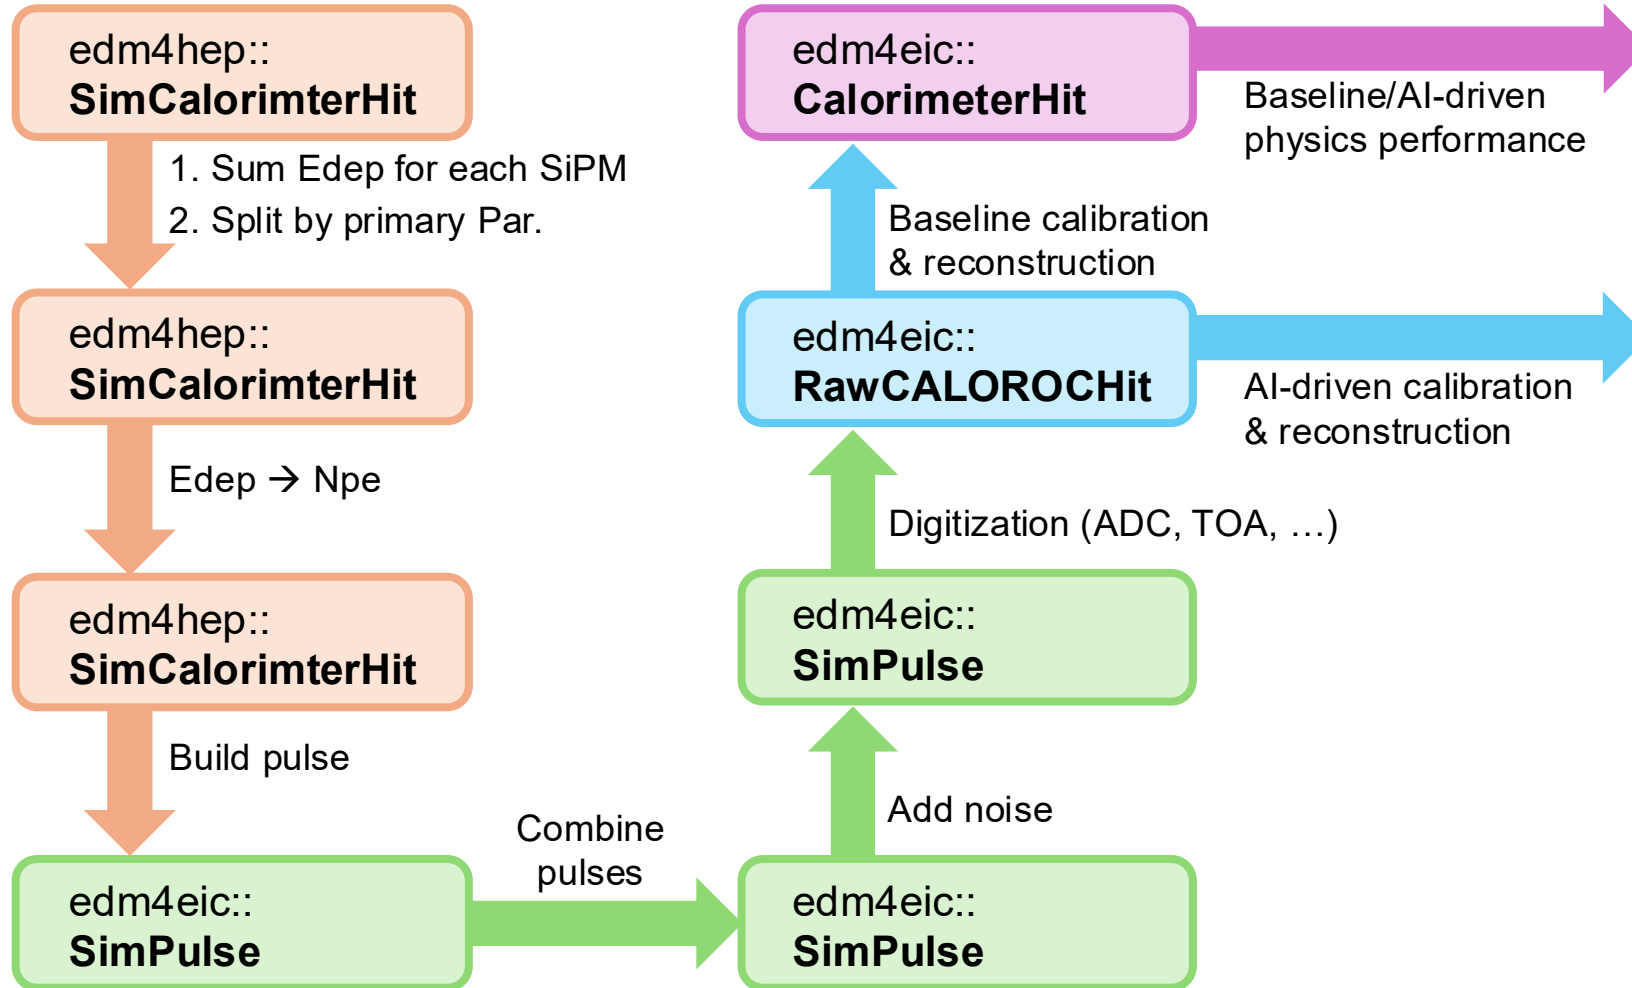 edm4hep::
SimCalorimterHit
1. Sum Edep for each SiPM
2. Split by primary Par.
edm4hep::
SimCalorimterHit
Edep → Npe
edm4hep::
SimCalorimterHit
Build pulse
edm4eic::
SimPulse
Combine
pulses
edm4eic::
SimPulse
Add noise
edm4eic::
SimPulse
Digitization (ADC, TOA, …)
edm4eic::
RawCALOROCHit
AI-driven calibration
& reconstruction
Baseline calibration
& reconstruction
edm4eic::
CalorimeterHit
Baseline/AI-driven
physics performance